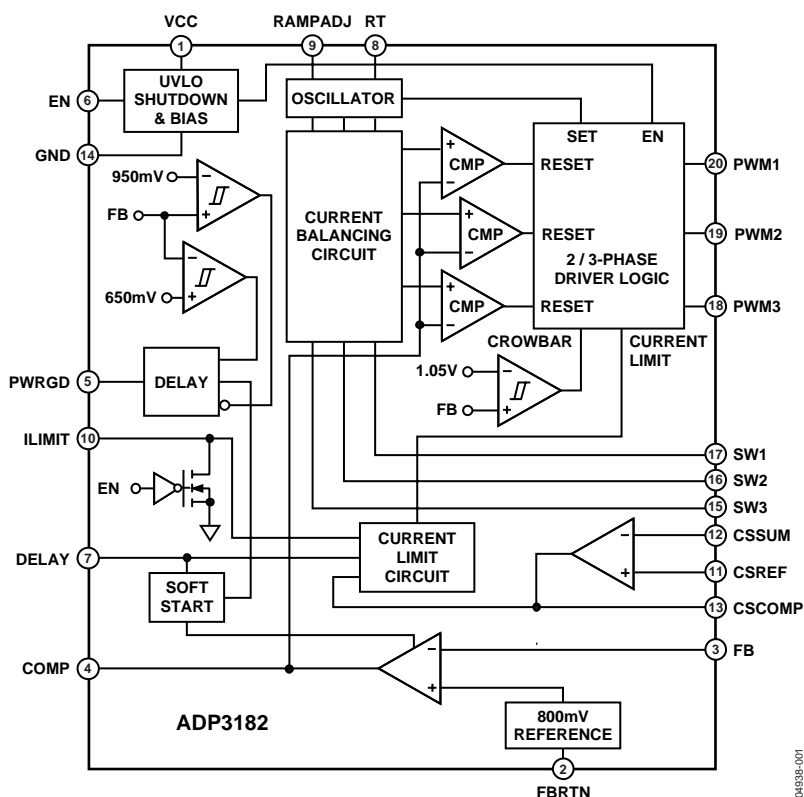 VCC
RAMPADJ RT
1
9
8
UVLO
SHUTDOWN
& BIAS
EN 6
OSCILLATOR
SET EN
GND 14
CMP
RESET
20 PWM1
950mV
FB
CURRENT
BALANCING
CIRCUIT
CMP
RESET
19 PWM2
2 / 3-PHASE
DRIVER LOGIC
650mV
CMP
RESET
18 PWM3
CROWBAR
CURRENT
LIMIT
1.05V
FB
PWRGD 5
DELAY
ILIMIT 10
17 SW1
EN
16 SW2
15 SW3
CURRENT
LIMIT
CIRCUIT
12 CSSUM
DELAY 7
11 CSREF
SOFT
START
13 CSCOMP
3 FB
COMP 4
ADP3182
800mV
REFERENCE
2
FBRTN
04938-001